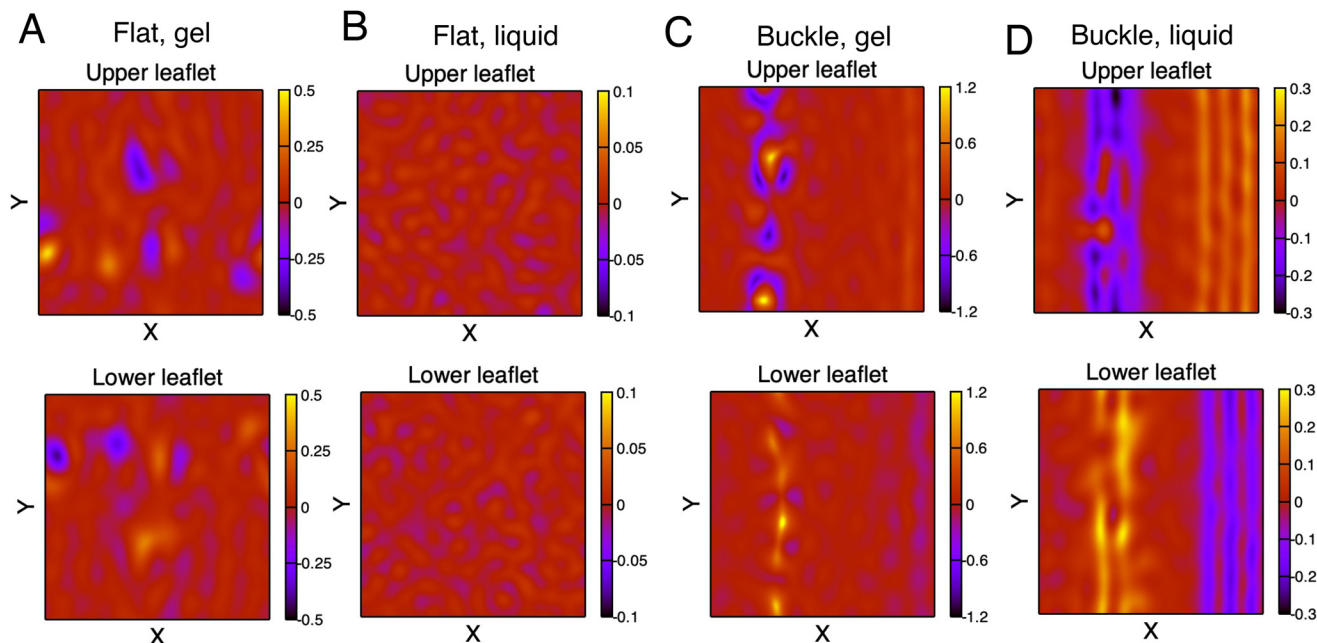 A
Flat, gel
Upper leaflet
Y
X
0.5
0.25
0
-0.25
-0.5
B
Flat, liquid
Upper leaflet
Y
X
0.1
0.05
0
-0.05
-0.1
C
Buckle, gel
Upper leaflet
Y
X
1.2
0.6
0
-0.6
-1.2
D
Buckle, liquid
Upper leaflet
Y
X
0.3
0.2
0.1
0
-0.1
-0.2
-0.3
Lower leaflet
Y
X
0.5
0.25
0
-0.25
-0.5
Lower leaflet
Y
X
0.1
0.05
0
-0.05
-0.1
Lower leaflet
Y
X
1.2
0.6
0
-0.6
-1.2
Lower leaflet
Y
X
0.3
0.2
0.1
0
-0.1
-0.2
-0.3